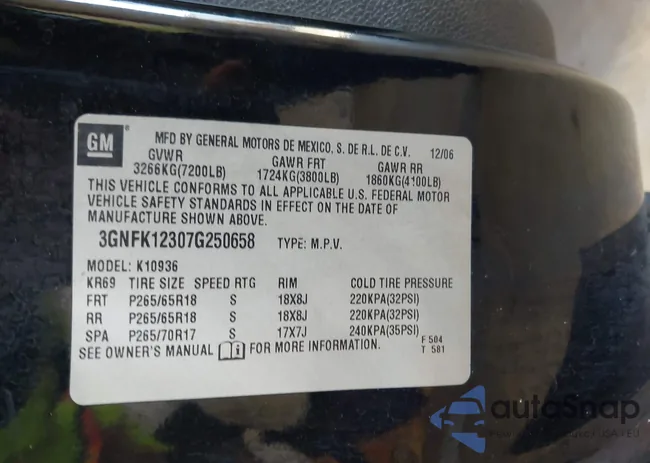 GM MFD BY GENERAL MOTORS DE MEXICO, S. DE R.L. DE C.V. 12/06
GVWR GAWR FRT GAWR RR
3266KG(7200LB) 1724KG(3800LB) 1860KG(4100LB)
THIS VEHICLE CONFORMS TO ALL APPLICABLE U.S. FEDERAL MOTOR
VEHICLE SAFETY STANDARDS IN EFFECT ON THE DATE OF
MANUFACTURE SHOWN ABOVE.
3GNFK12307G250658 TYPE: M.P.V.
MODEL: K10936
KR69 TIRE SIZE SPEED RTG RIM COLD TIRE PRESSURE
FRT P265/65R18 S 18X8J 220KPA(32PSI)
RR P265/65R18 S 18X8J 220KPA(32PSI)
SPA P265/70R17 S 17X7J 240KPA(35PSI)
SEE OWNER'S MANUAL FOR MORE INFORMATION.
F 504
T 581
autoSnap